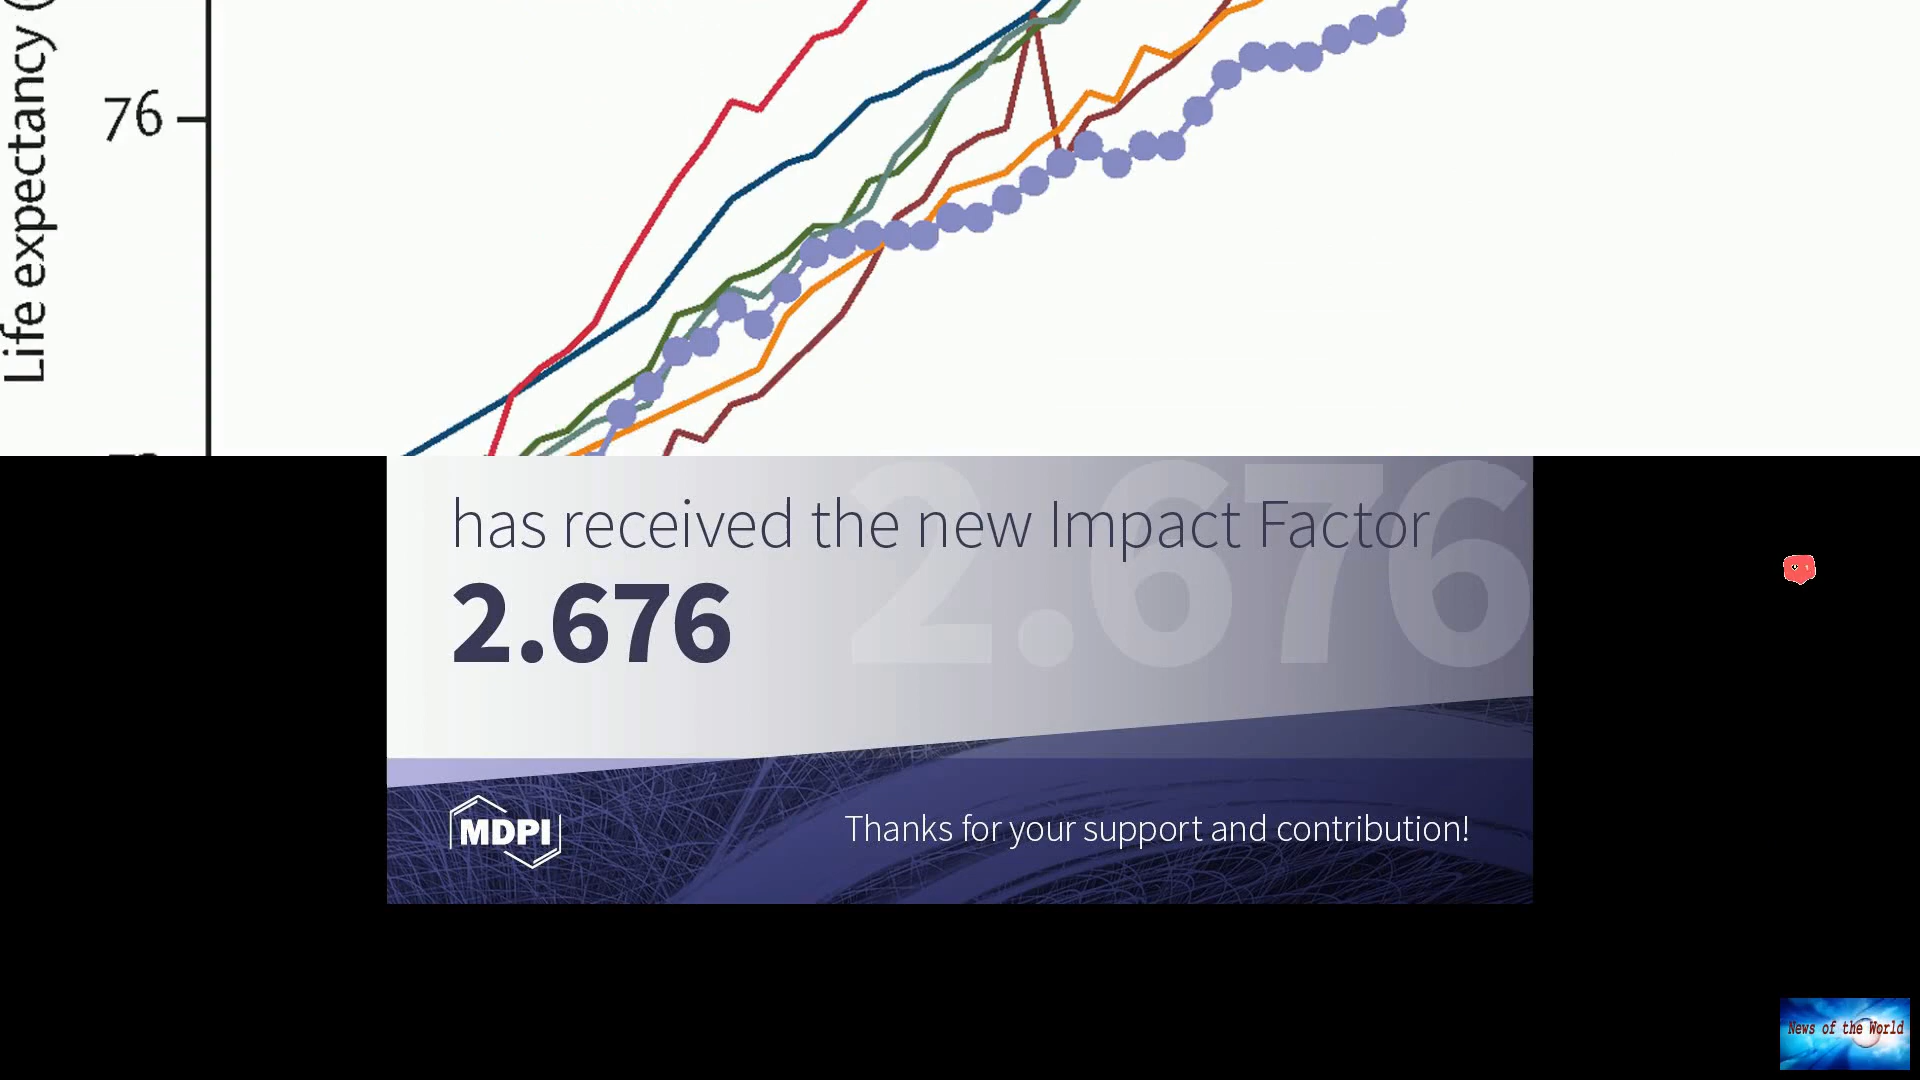 Life expectancy (
76
has received the new Impact Factor
2.676
2.676
MDPI
Thanks for your support and contribution!
News of the World